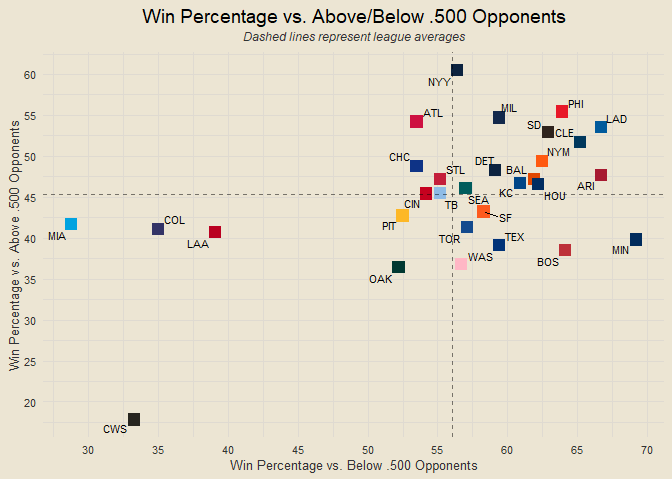 Win Percentage vs. Above/Below .500 Opponents
Dashed lines represent league averages
Win Percentage vs. Above .500 Opponents
60
55
50
45
40
35
30
25
20
NYY
ATL
MIL
PHI
SD
CLE
LAD
CHC
STL
DET
BAL
NYM
ARI
KC
HOU
CIN
TB
SEA
SF
PIT
TOR
TEX
WAS
BOS
MIN
OAK
MIA
COL
LAA
CWS
30
35
40
45
50
55
60
65
70
Win Percentage vs. Below .500 Opponents